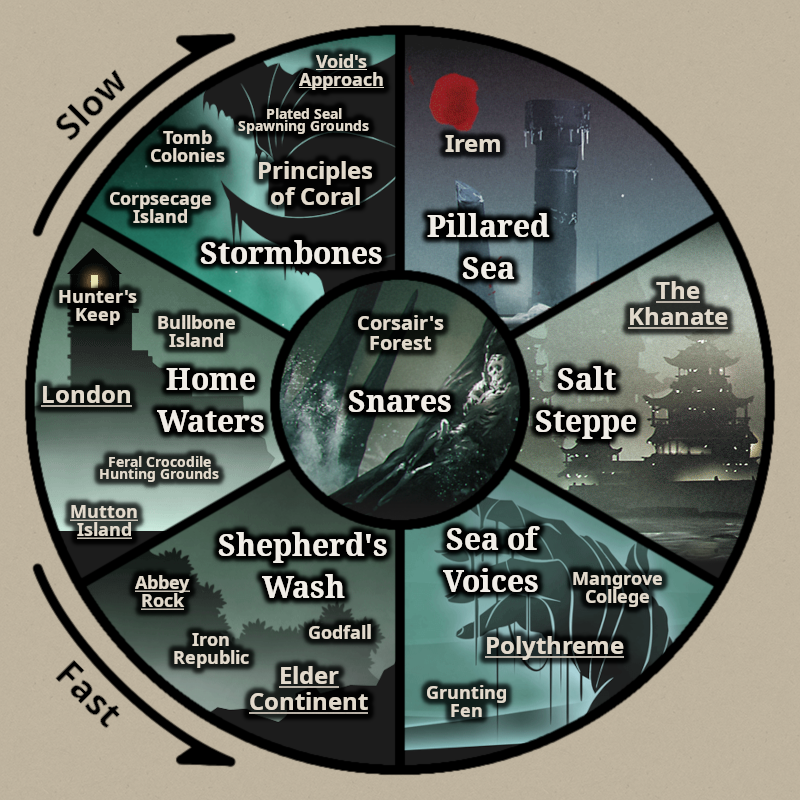 Slow
Void's
Approach
Plated Seal
Spawning Grounds
Tomb
Colonies
Principles
of Coral
Corpsecage
Island
Stormbones
Irem
Pillared
Sea
The
Khanate
Salt
Steppe
Hunter's
Keep
Bullbone
Island
London
Home
Waters
Feral Crocodile
Hunting Grounds
Mutton
Island
Corsair's
Forest
Snares
Shepherd's
Wash
Abbey
Rock
Iron
Republic
Godfall
Elder
Continent
Sea of
Voices
Mangrove
College
Polythreme
Grunting
Fen
Fast